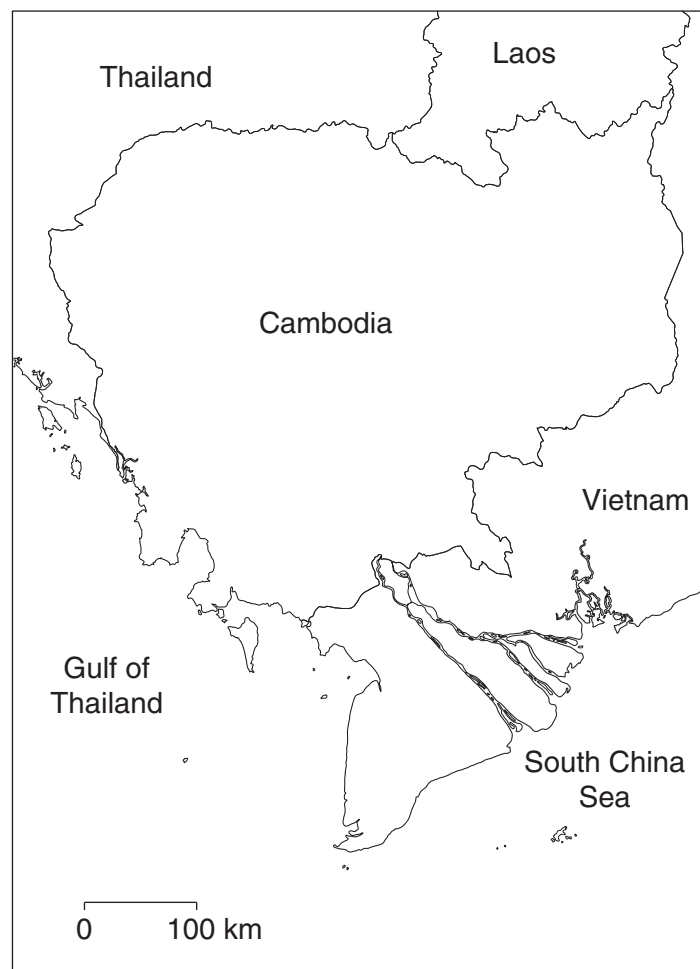 Laos
Thailand
Cambodia
Vietnam
Gulf of
Thailand
South China
Sea
0 100 km